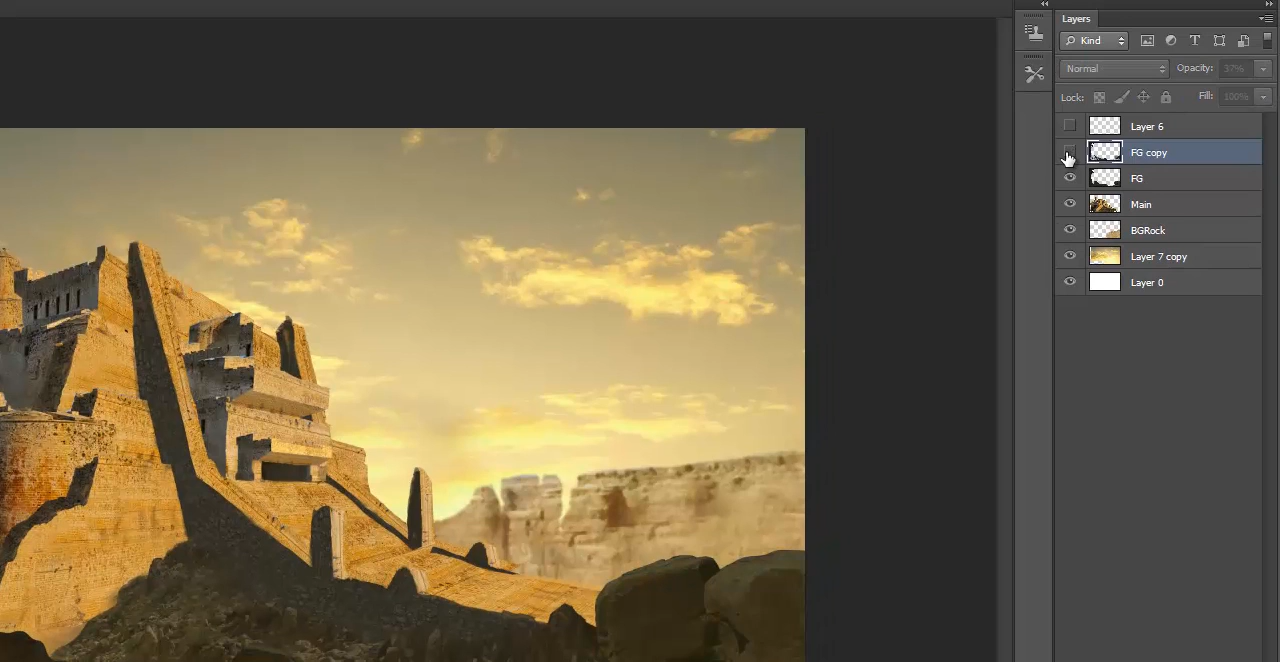 Layers
Kind
Normal Opacity: 37%
Lock: Fill: 100%
Layer 6
FG copy
FG
Main
BGRock
Layer 7 copy
Layer 0